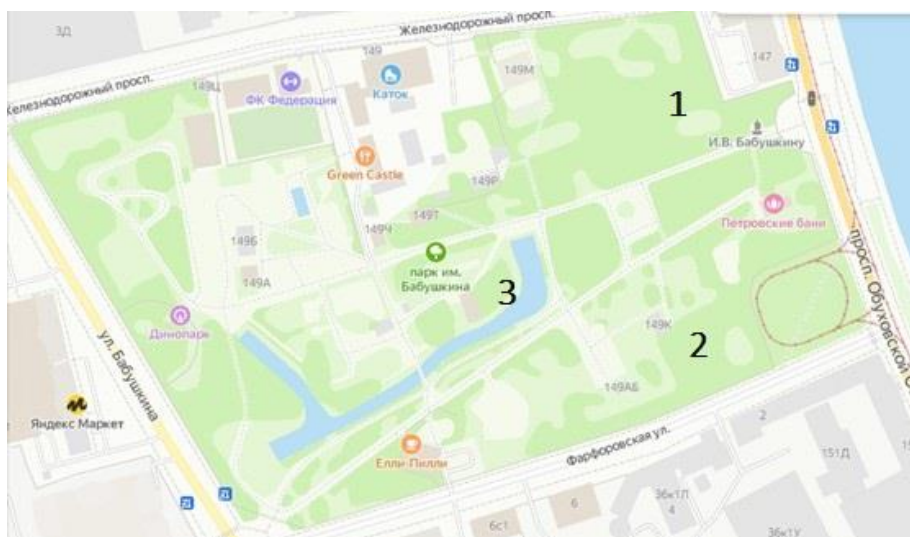 3Д
Железнодорожный просп.
Железнодорожный просп.
149
147
149Ц
149М
ФК Федерация
Каток
1
И.В. Бабушкину
Green Castle
149Р
Петровские бани
149Т
149Ч
149Б
парк им.
Бабушкина
149А
3
просп. Обуховской О
Динопарк
149К
2
ул. Бабушкина
149АБ
Яндекс Маркет
Елли-Пилли
Фарфоровская ул.
2
151Д
36к1Л
4
6
6с1
36к1У